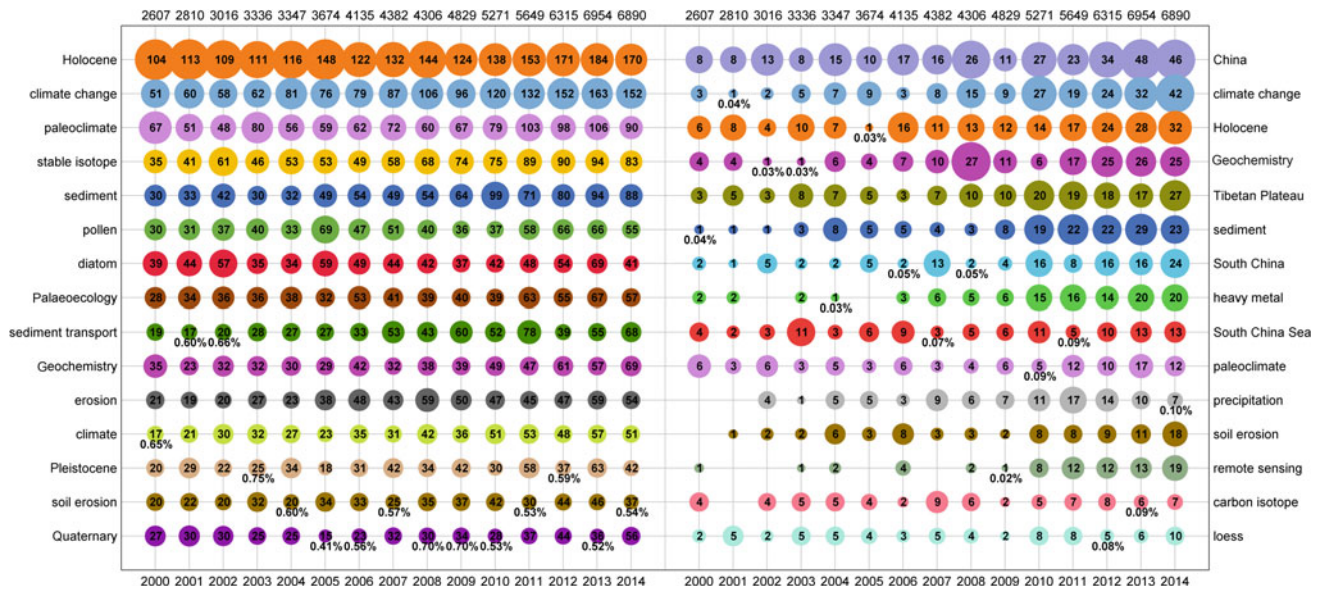 2607 2810 3016 3336 3347 3674 4135 4382 4306 4829 5271 5649 6315 6954 6890
Holocene 104 113 109 111 116 148 122 132 144 124 138 153 171 184 170
climate change 51 60 58 62 81 76 79 87 106 96 120 132 152 163 152
paleoclimate 67 51 48 80 56 59 62 72 60 67 79 103 98 106 90
stable isotope 35 41 61 46 53 53 49 58 68 74 75 89 90 94 83
sediment 30 33 42 30 32 49 54 49 54 64 99 71 80 94 88
pollen 30 31 37 40 33 69 47 51 40 36 37 58 66 66 55
diatom 39 44 57 35 34 59 49 44 42 37 42 48 54 69 41
Palaeoecology 28 34 36 36 38 32 53 41 39 40 39 63 55 67 57
sediment transport 19 17 20 28 27 27 33 53 43 60 52 78 39 55 68
0.60% 0.66%
Geochemistry 35 23 32 32 30 29 42 32 38 39 49 47 61 57 69
erosion 21 19 20 27 23 38 48 43 59 50 47 45 47 59 54
climate 17 21 30 32 27 23 35 31 42 36 51 53 48 57 51
0.65%
Pleistocene 20 29 22 25 34 18 31 42 34 42 30 58 37 63 42
0.75% 0.59%
soil erosion 20 22 20 32 20 34 33 25 35 37 42 30 44 46 37
0.60% 0.57% 0.53% 0.54%
Quaternary 27 30 30 25 25 15 23 32 30 34 28 37 44 36 56
0.41% 0.56% 0.70% 0.70% 0.53% 0.52%
2000 2001 2002 2003 2004 2005 2006 2007 2008 2009 2010 2011 2012 2013 2014
2607 2810 3016 3336 3347 3674 4135 4382 4306 4829 5271 5649 6315 6954 6890
8 8 13 8 15 10 17 16 26 11 27 23 34 48 46 China
3 1 2 5 7 9 3 8 15 9 27 19 24 32 42 climate change
0.04%
6 8 4 10 7 1 16 11 13 12 14 17 24 28 32 Holocene
0.03%
4 4 1 1 6 4 7 10 27 11 6 17 25 26 25 Geochemistry
0.03% 0.03%
3 5 3 8 7 5 3 7 10 10 20 19 18 17 27 Tibetan Plateau
1 1 1 3 8 5 5 4 3 8 19 22 22 29 23 sediment
0.04%
2 1 5 2 2 5 2 13 2 4 16 8 16 16 24 South China
0.05% 0.05%
2 2 2 1 3 6 5 6 15 16 14 20 20 heavy metal
0.03%
4 2 3 11 3 6 9 3 5 6 11 5 10 13 13 South China Sea
0.07% 0.09%
6 3 6 3 5 3 6 3 4 6 5 12 10 17 12 paleoclimate
0.09%
4 1 5 5 3 9 6 7 11 17 14 10 7 precipitation
0.10%
1 2 2 6 3 8 3 3 2 8 8 9 11 18 soil erosion
1 1 2 4 2 1 8 12 12 13 19 remote sensing
0.02%
4 4 5 5 4 2 9 6 2 5 7 8 6 7 carbon isotope
0.09%
2 5 2 5 5 4 3 5 4 2 8 8 5 6 10 loess
0.08%
2000 2001 2002 2003 2004 2005 2006 2007 2008 2009 2010 2011 2012 2013 2014